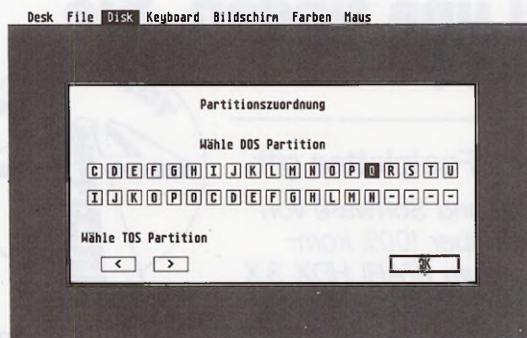 Desk File Disk Keyboard Bildschirm Farben Maus
Partitionszuordnung
Wähle DOS Partition
C D E F G H I J K L M N O P Q R S T U
I J K O P Q C D E F G H L M N - - - -
Wähle TOS Partition
< >
OK